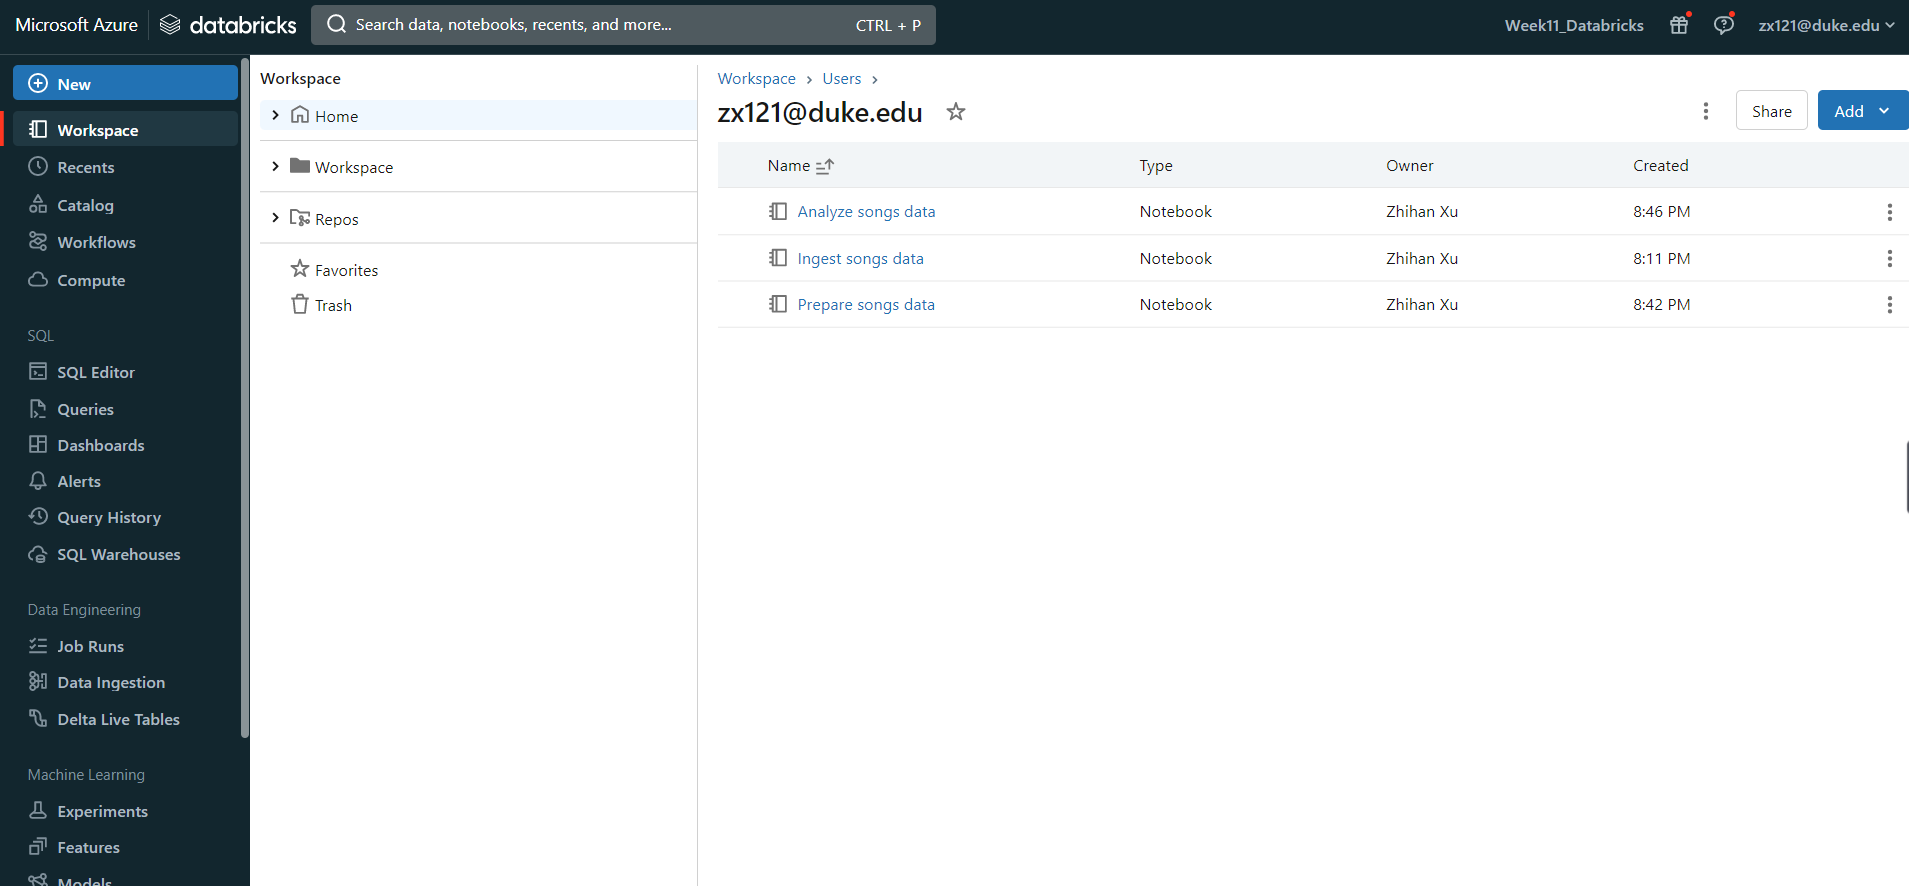 Microsoft Azure databricks Search data, notebooks, recents, and more... CTRL + P Week11_Databricks zx121@duke.edu
New
Workspace
Recents
Catalog
Workflows
Compute
SQL
SQL Editor
Queries
Dashboards
Alerts
Query History
SQL Warehouses
Data Engineering
Job Runs
Data Ingestion
Delta Live Tables
Machine Learning
Experiments
Features
Models
Workspace
Home
Workspace
Repos
Favorites
Trash
Workspace > Users >
zx121@duke.edu
Share Add
Name Type Owner Created
Analyze songs data Notebook Zhihan Xu 8:46 PM
Ingest songs data Notebook Zhihan Xu 8:11 PM
Prepare songs data Notebook Zhihan Xu 8:42 PM